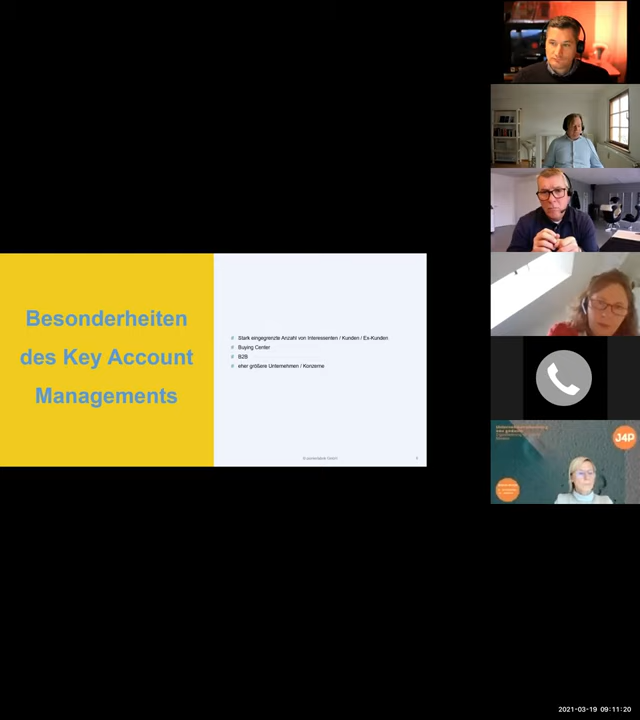 Besonderheiten
des Key Account
Managements
# Stark eingegrenzte Anzahl von Interessenten / Kunden / Ex-Kunden
# Buying Center
# B2B
# eher größere Unternehmen / Konzerne
J4P
2021-03-19 09:11:20